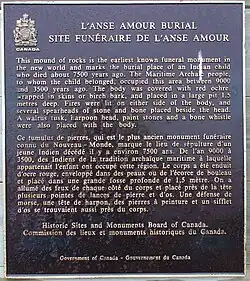 CANADA
L'ANSE AMOUR BURIAL
SITE FUNÉRAIRE DE L'ANSE AMOUR
This mound of rocks is the earliest known funeral monument in
the new world and marks the burial place of an Indian child
who died about 7500 years ago. The Maritime Archaic people,
to whom the child belonged, occupied this area between 9000
and 3500 years ago. The body was covered with red ochre,
wrapped in skins or birch bark, and placed in a large pit 1.5
metres deep. Fires were lit on either side of the body, and
several spearheads of stone and bone placed beside the head.
A walrus tusk, harpoon head, paint stones and a bone whistle
were also placed with the body.
Ce tumulus de pierres, qui est le plus ancien monument funéraire
connu du Nouveau-Monde, marque le lieu de sépulture d'un
jeune Indien décédé il y a environ 7500 ans. De l'an 9000 à
3500, des Indiens de la tradition archaïque maritime à laquelle
appartenait l'enfant ont occupé cette région. Le corps a été enduit
d'ocre rouge, enveloppé dans des peaux ou de l'écorce de bouleau
et placé dans une grande fosse profonde de 1,5 mètre. On a
allumé des feux de chaque côté du corps et placé près de la tête
plusieurs pointes de lances de pierre et d'os. Une défense de
morse, une tête de harpon, des pierres à peinture et un sifflet
d'os se trouvaient aussi près du corps.
Historic Sites and Monuments Board of Canada.
Commission des lieux et monuments historiques du Canada.
Government of Canada - Gouvernement du Canada